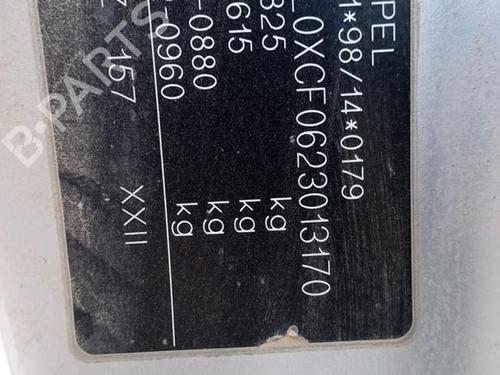 PEL
1*98/14*0179
0XCF0623013170
325 kg
615 kg
-0880 kg
-0960 kg
157 XXII
B-PARTS